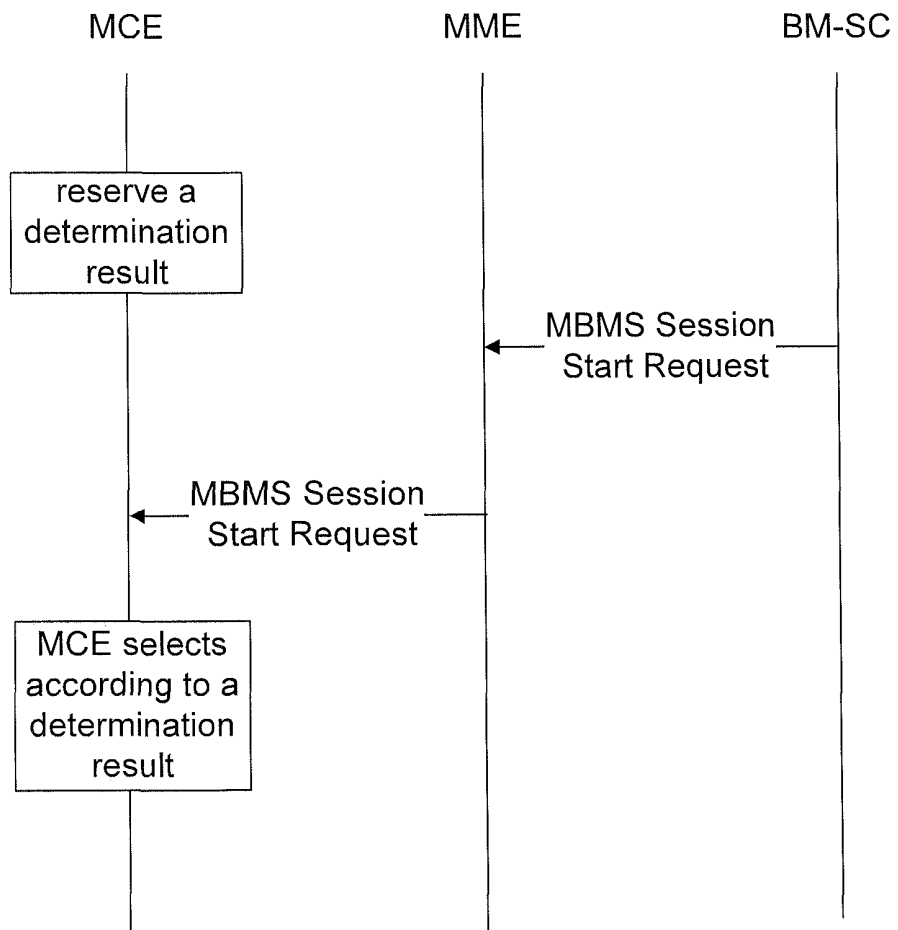 MCE MME BM-SC
reserve a
determination
result
MBMS Session
Start Request
MBMS Session
Start Request
MCE selects
according to a
determination
result